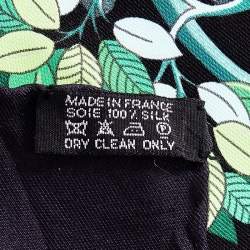 MADE IN FRANCE
SOIE 100% SILK
P
DRY CLEAN ONLY